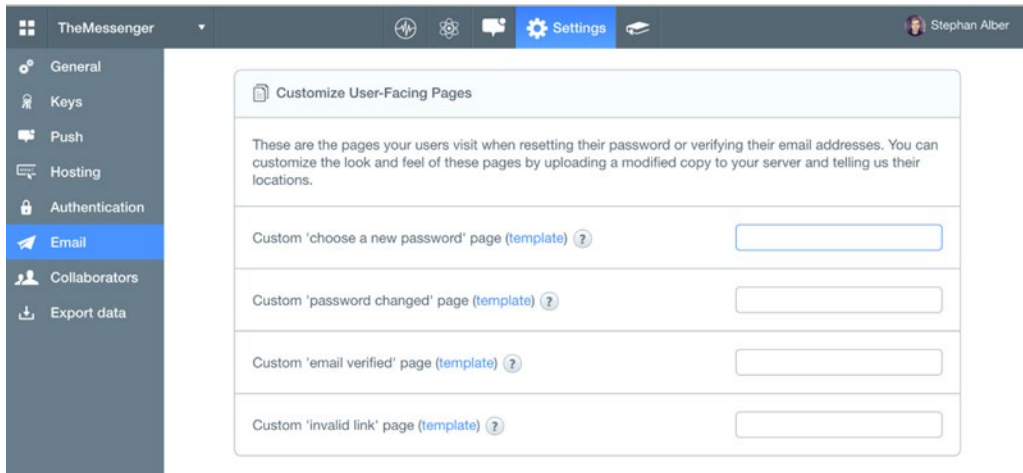 TheMessenger
Settings
Stephan Alber
General
Keys
Push
Hosting
Authentication
Email
Collaborators
Export data
Customize User-Facing Pages
These are the pages your users visit when resetting their password or verifying their email addresses. You can
customize the look and feel of these pages by uploading a modified copy to your server and telling us their
locations.
Custom 'choose a new password' page (template) ?
Custom 'password changed' page (template) ?
Custom 'email verified' page (template) ?
Custom 'invalid link' page (template) ?